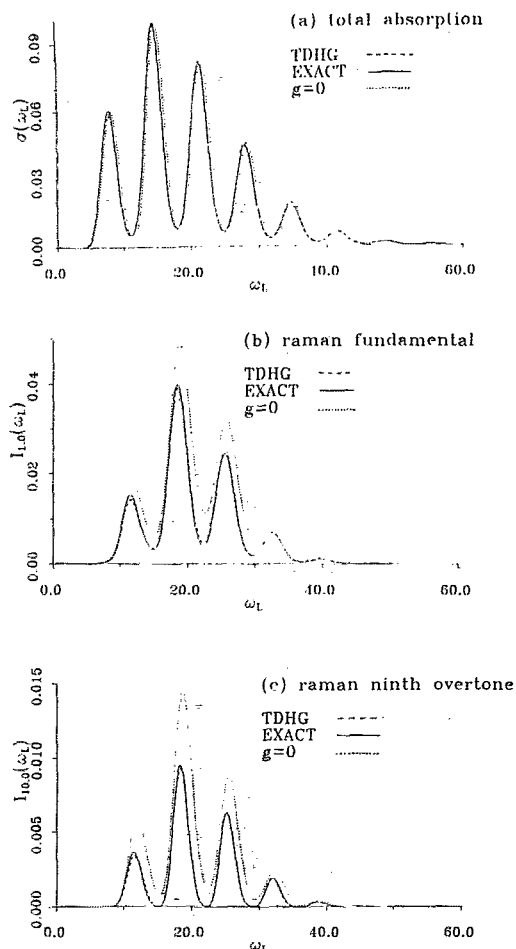 (a) total absorption
TDHG
EXACT
g=0
σ(ω_L)
0.09
0.06
0.03
0.00
0.0 20.0 40.0 60.0
ω_L
(b) raman fundamental
TDHG
EXACT
g=0
I_{1.0}(ω_L)
0.04
0.02
0.00
0.0 20.0 40.0 60.0
ω_L
(c) raman ninth overtone
TDHG
EXACT
g=0
I_{10.0}(ω_L)
0.015
0.010
0.005
0.000
0.0 20.0 40.0 60.0
ω_L